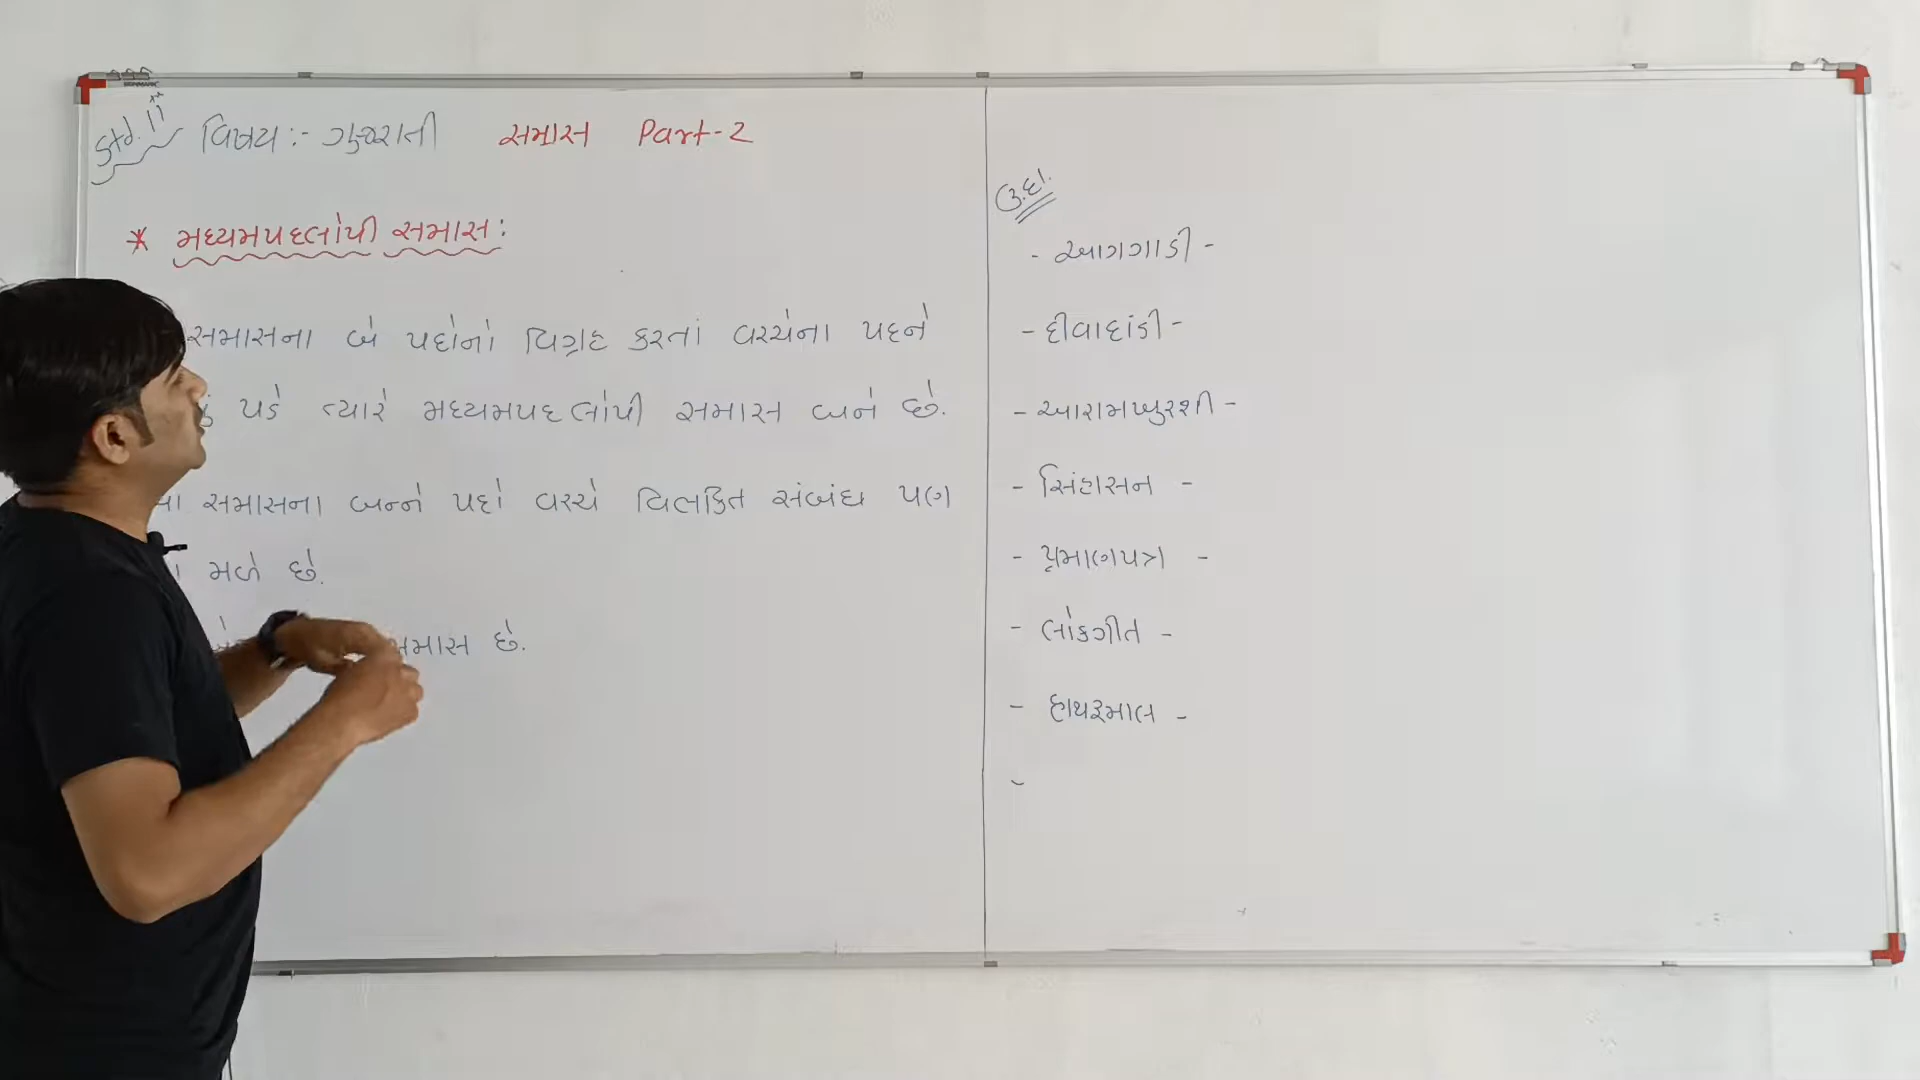 Std. 11
વિષય:- ગુજરાતી સમાસ Part-2
* મધ્યમપદલોપી સમાસ:
સમાસના બે પદોનો વિગ્રહ કરતાં વચ્ચેના પદને
પડે ત્યારે મધ્યમપદલોપી સમાસ બને છે.
સમાસના બન્ને પદો વચ્ચે વિભક્તિ સંબંધ પણ
મળે છે.
સમાસ છે.
ઉ.દા.
- આગગાડી -
- દીવાદાંડી -
- આરામખુરશી -
- સિંહાસન -
- પ્રમાણપત્ર -
- લોકગીત -
- હાથરૂમાલ -
-